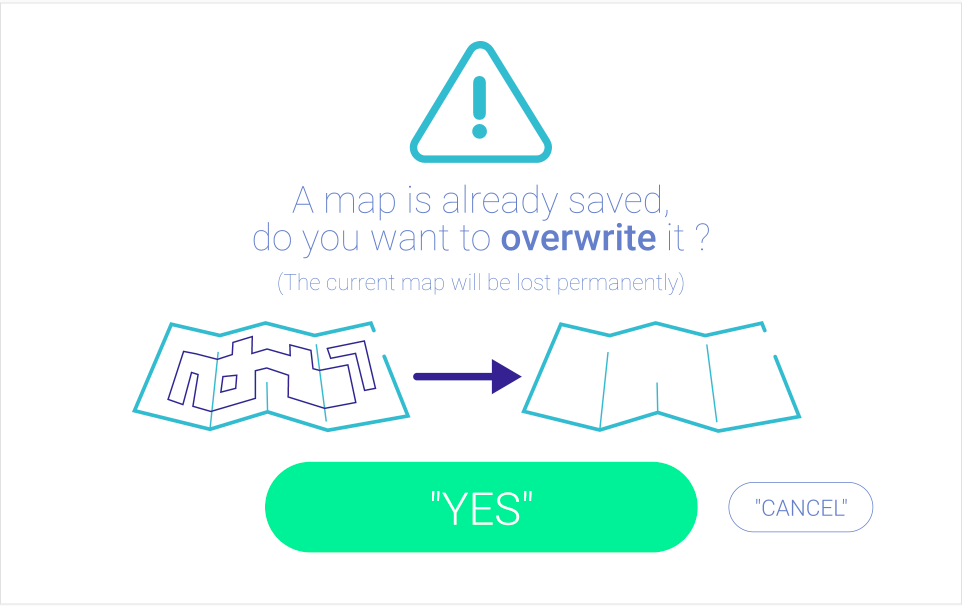 A map is already saved,
do you want to overwrite it ?
(The current map will be lost permanently)
"YES"
"CANCEL"